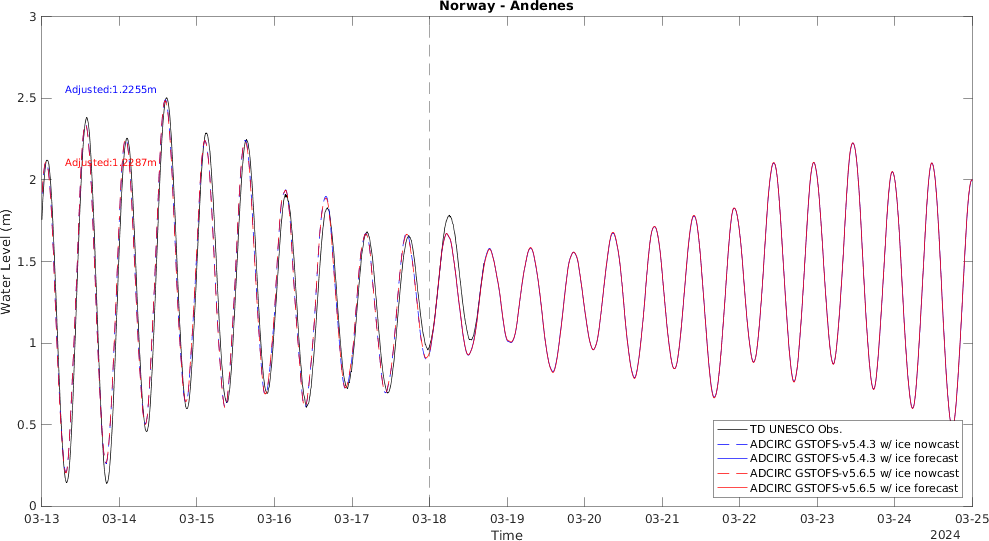 Norway - Andenes
3
Adjusted:1.2255m
2.5
Adjusted:1.2287m
2
Water Level (m)
1.5
1
0.5
TD UNESCO Obs.
ADCIRC GSTOFS-v5.4.3 w/ ice nowcast
ADCIRC GSTOFS-v5.4.3 w/ ice forecast
ADCIRC GSTOFS-v5.6.5 w/ ice nowcast
ADCIRC GSTOFS-v5.6.5 w/ ice forecast
0
03-13 03-14 03-15 03-16 03-17 03-18 03-19 03-20 03-21 03-22 03-23 03-24 03-25
Time
2024